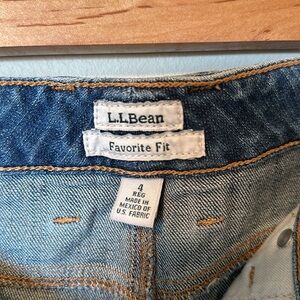 L.L.Bean
Favorite Fit
4
REG
MADE IN
MEXICO OF
U.S. FABRIC